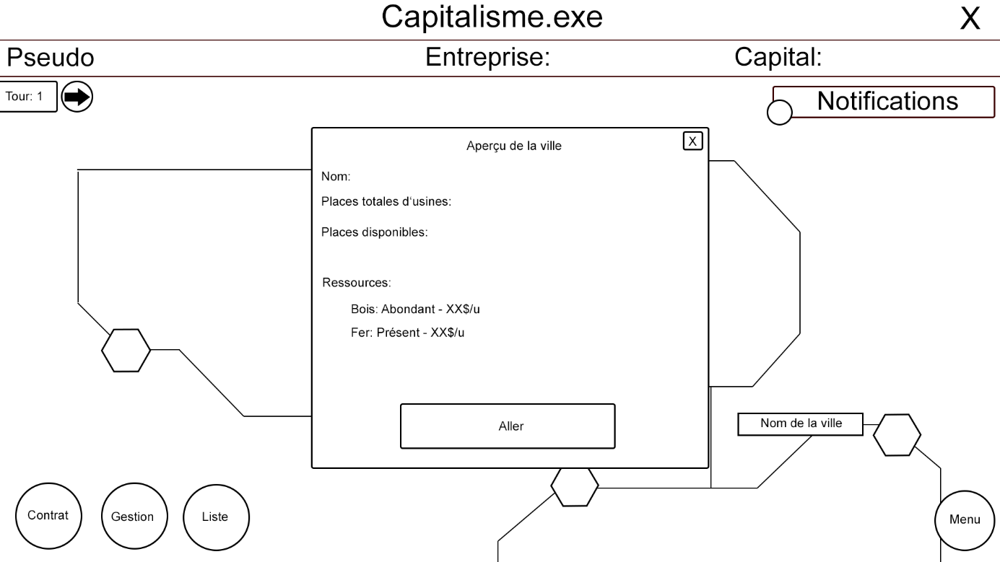 Capitalisme.exe
X
Pseudo
Entreprise:
Capital:
Tour: 1
Notifications
Aperçu de la ville
X
Nom:
Places totales d‘usines:
Places disponibles:
Ressources:
Bois: Abondant - XX$/u
Fer: Présent - XX$/u
Aller
Nom de la ville
Contrat
Gestion
Liste
Menu